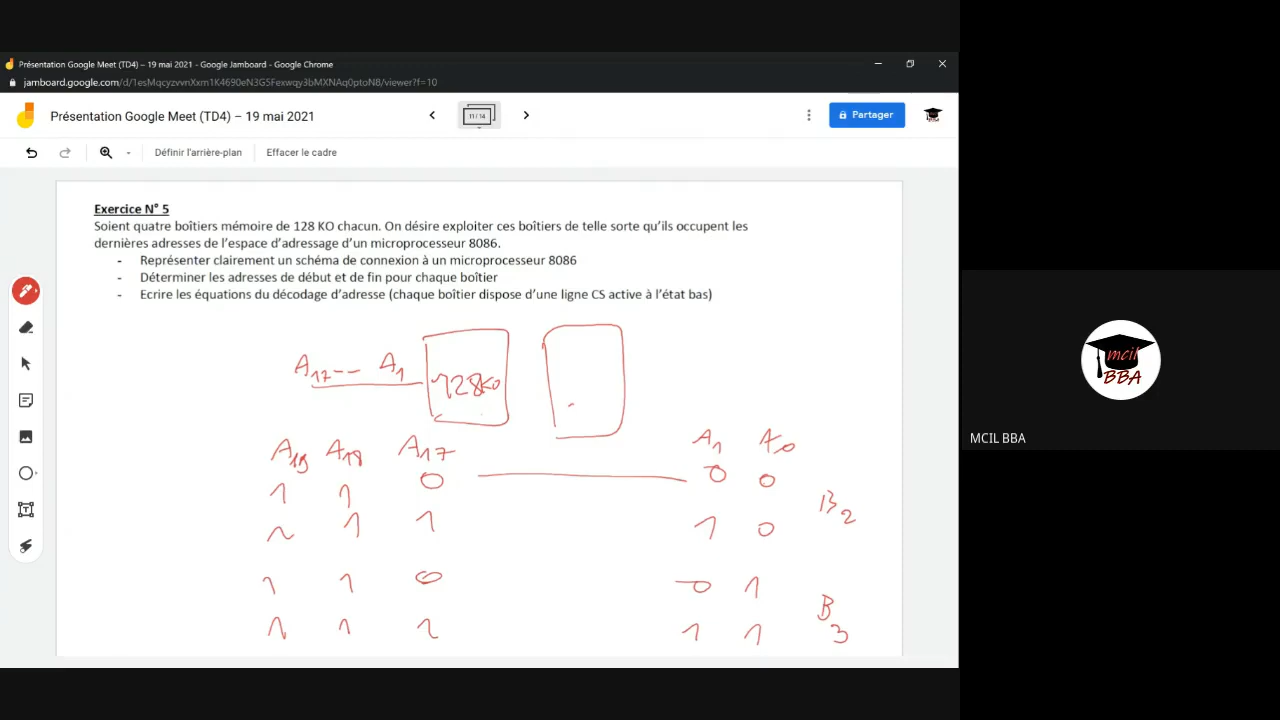 Présentation Google Meet (TD4) – 19 mai 2021 - Google Jamboard - Google Chrome
jamboard.google.com/d/1esMqcyzvvnXxm1K4690eN3G5Fexwqy3bMXNAq0ptoN8/viewer?f=10
Présentation Google Meet (TD4) – 19 mai 2021
11 / 14
Partager
Définir l'arrière-plan
Effacer le cadre
Exercice N° 5
Soient quatre boîtiers mémoire de 128 KO chacun. On désire exploiter ces boîtiers de telle sorte qu'ils occupent les
dernières adresses de l'espace d'adressage d'un microprocesseur 8086.
- Représenter clairement un schéma de connexion à un microprocesseur 8086
- Déterminer les adresses de début et de fin pour chaque boîtier
- Ecrire les équations du décodage d'adresse (chaque boîtier dispose d'une ligne CS active à l'état bas)
A17-- A1
128KO
A19 A18 A17 A1 A0
1 1 0 0 0
B2
1 1 1 1 0
1 1 0 0 1
B3
1 1 1 1 1
mcil
BBA
MCIL BBA